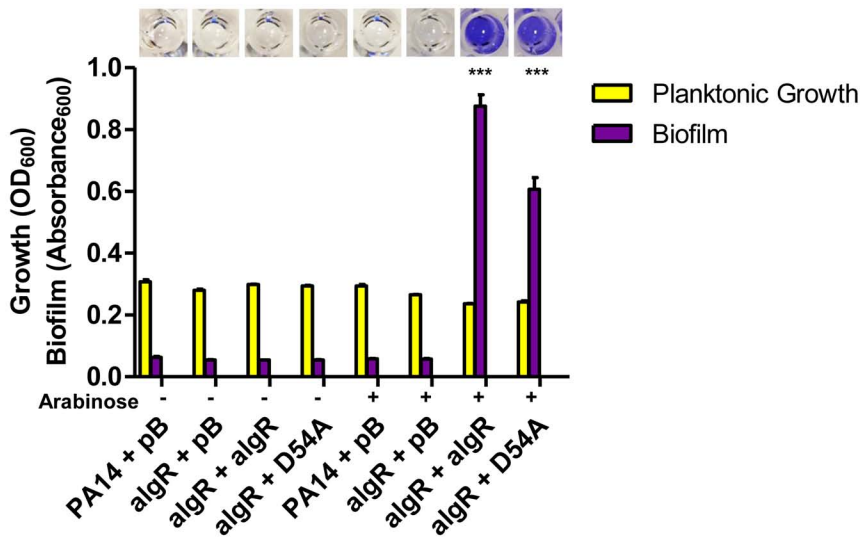 *** ***
1.0
0.8
0.6
0.4
0.2
0.0
Growth (OD600)
Biofilm (Absorbance600)
Planktonic Growth
Biofilm
Arabinose - - - - + + + +
PA14 + pB
algR + pB
algR + algR
algR + D54A
PA14 + pB
algR + pB
algR + algR
algR + D54A